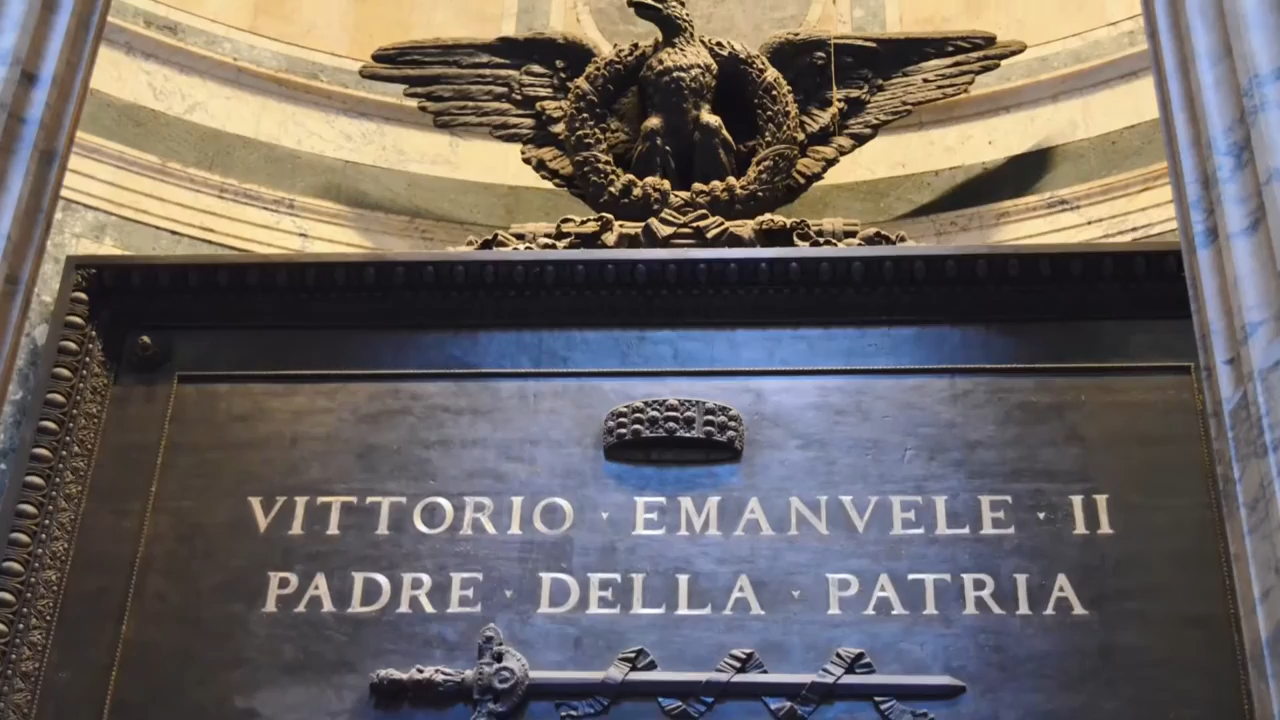 VITTORIO · EMANVELE · II
PADRE · DELLA · PATRIA